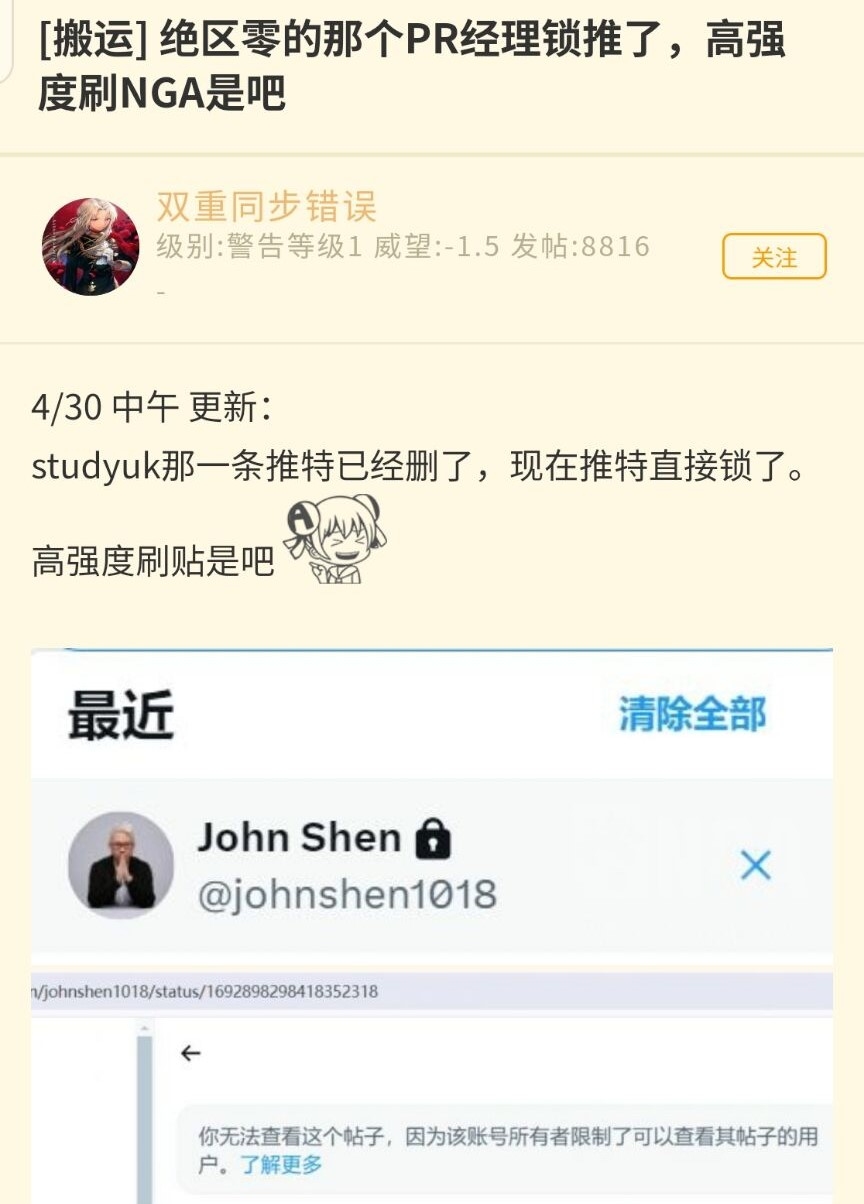 [搬运] 绝区零的那个PR经理锁推了，高强
度刷NGA是吧
双重同步错误
级别:警告等级1 威望:-1.5 发帖:8816
关注
-
4/30 中午 更新：
studyuk那一条推特已经删了，现在推特直接锁了。
高强度刷贴是吧
A
最近
清除全部
John Shen
@johnshen1018
n/johnshen1018/status/1692898298418352318
你无法查看这个帖子，因为该账号所有者限制了可以查看其帖子的用
户。了解更多